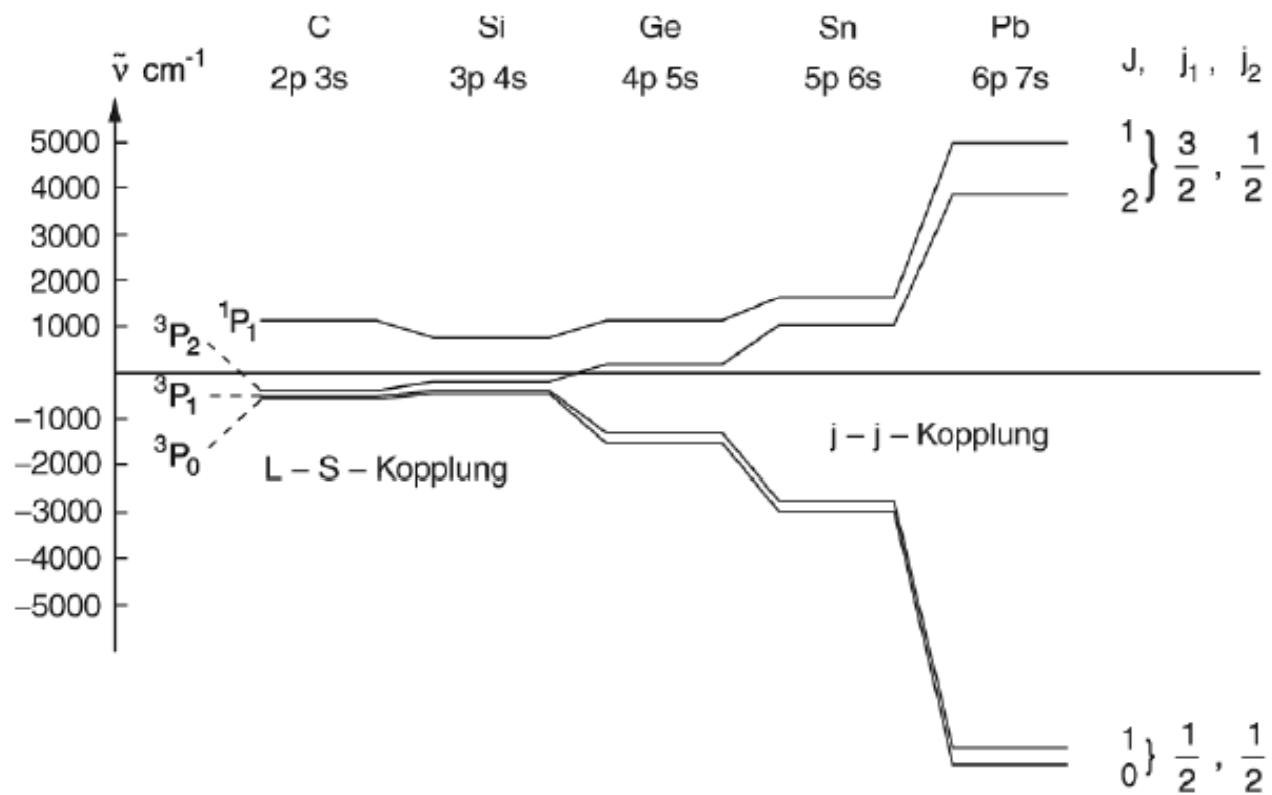 C Si Ge Sn Pb
ν̃ cm⁻¹ 2p 3s 3p 4s 4p 5s 5p 6s 6p 7s J, j₁, j₂
5000
4000
3000
2000
1000
1 } 3/2 , 1/2
2
¹P₁
³P₂
³P₁
³P₀
−1000
−2000
−3000
−4000
−5000
L – S – Kopplung
j – j – Kopplung
1 } 1/2 , 1/2
0